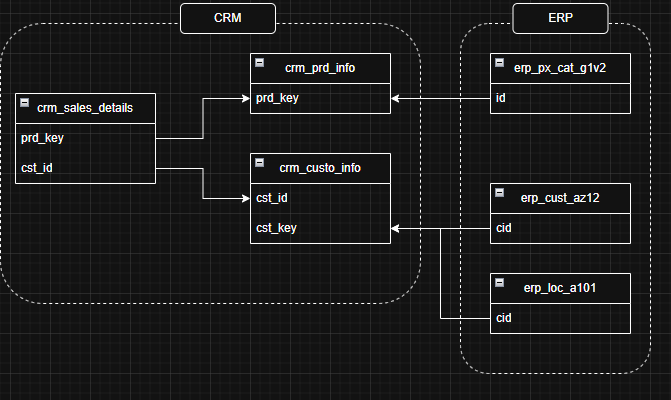 CRM
ERP
crm_prd_info
prd_key
erp_px_cat_g1v2
id
crm_sales_details
prd_key
cst_id
crm_custo_info
cst_id
cst_key
erp_cust_az12
cid
erp_loc_a101
cid